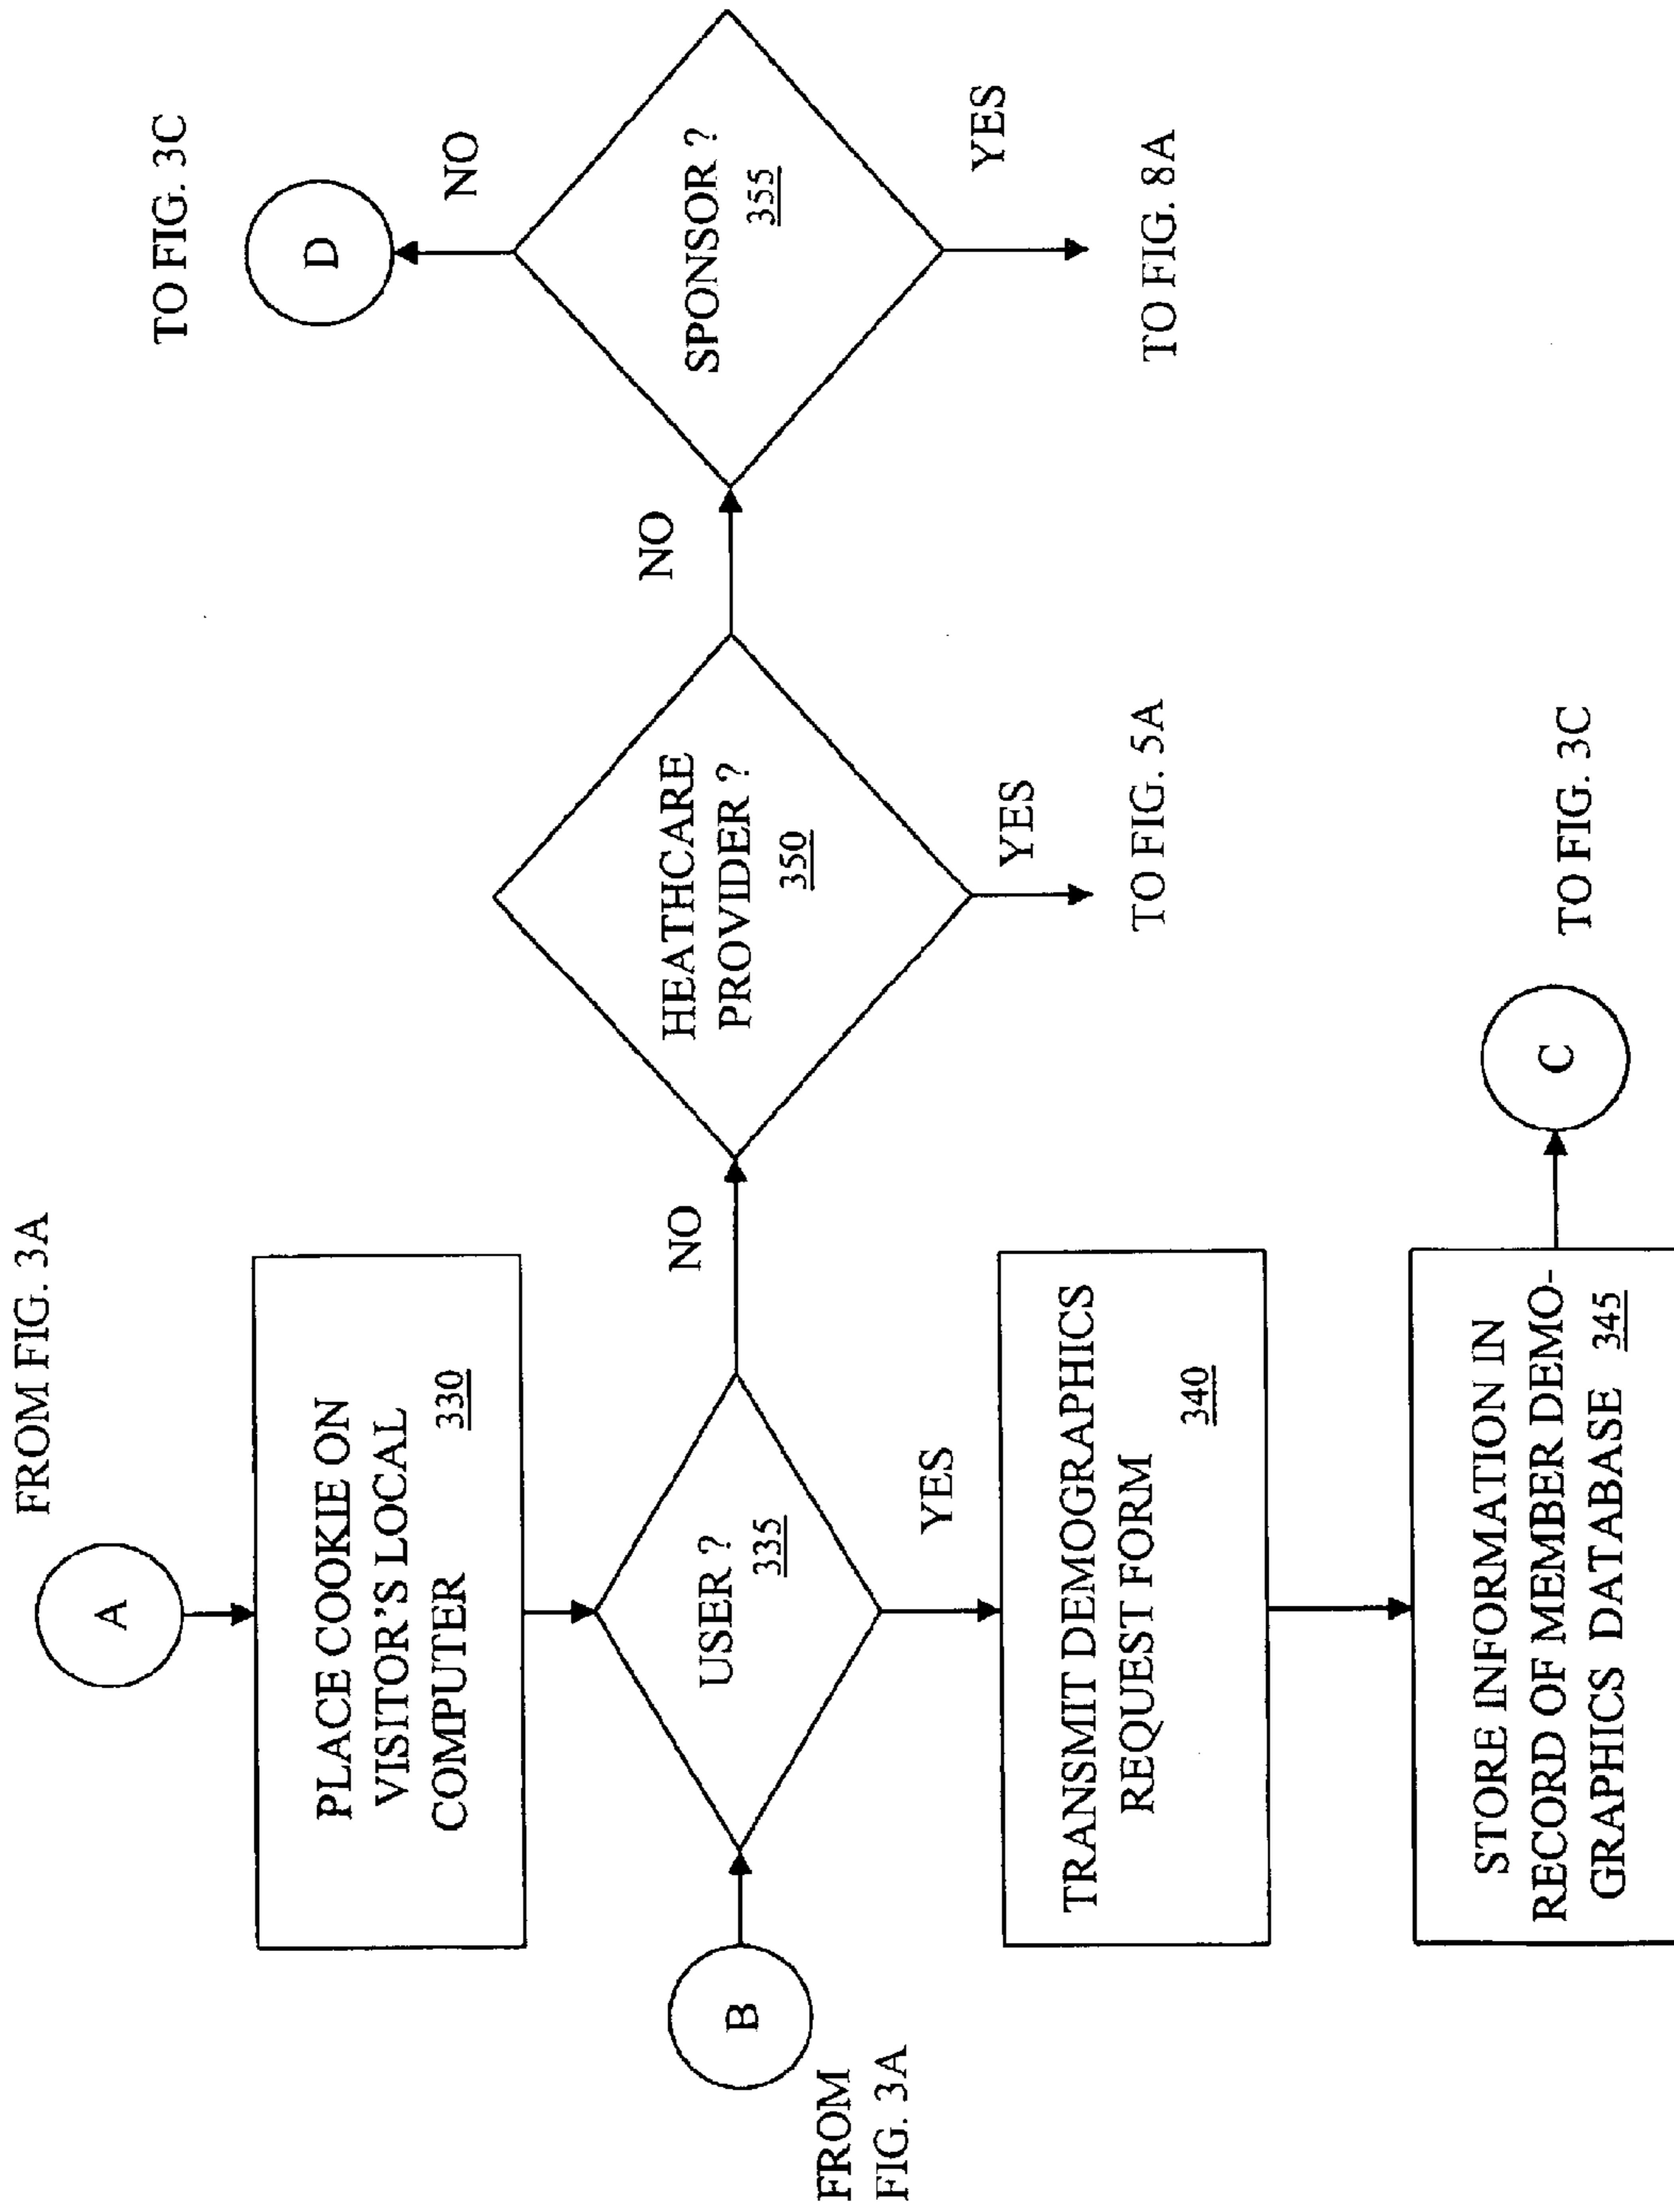 FROM FIG. 3A
A
PLACE COOKIE ON
VISITOR'S LOCAL
COMPUTER
330
FROM
FIG. 3A
B
USER ?
335
NO
YES
TRANSMIT DEMOGRAPHICS
REQUEST FORM
340
STORE INFORMATION IN
RECORD OF MEMBER DEMO-
GRAPHICS DATABASE 345
C
TO FIG. 3C
HEATHCARE
PROVIDER ?
350
NO
YES
TO FIG. 5A
SPONSOR ?
355
NO
D
TO FIG. 3C
YES
TO FIG. 8A